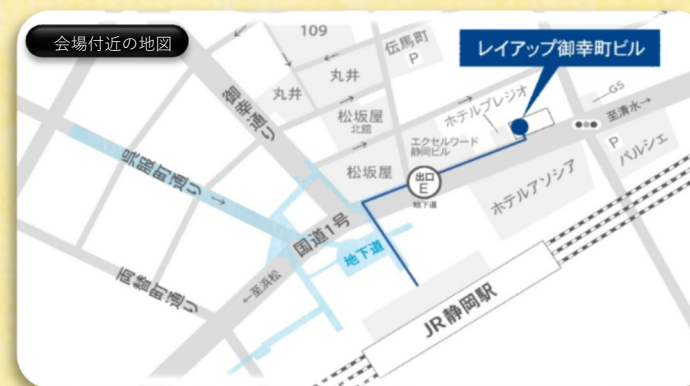 会場付近の地図
109
伝馬町
P
レイアップ御幸町ビル
丸井
丸井
御幸通り
松坂屋
北館
ホテルプレジオ
←GS
至清水→
エクセルワード
静岡ビル
P
パルシェ
呉服町通り
→
松坂屋
出口
E
地下道
ホテルアソシア
国道1号
地下道
両替町通り
←至浜松
JR静岡駅